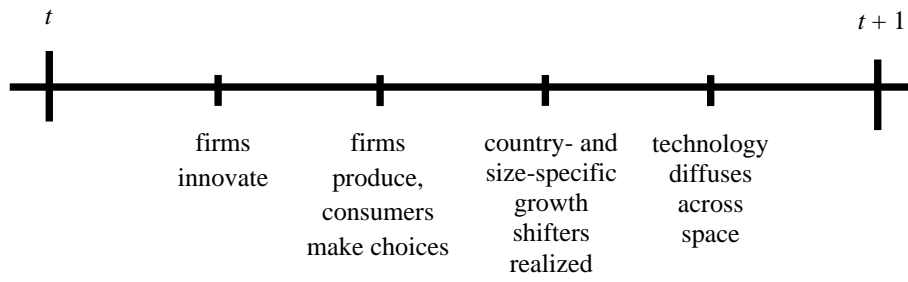 t
t + 1
firms
innovate
firms
produce,
consumers
make choices
country- and
size-specific
growth
shifters
realized
technology
diffuses
across
space